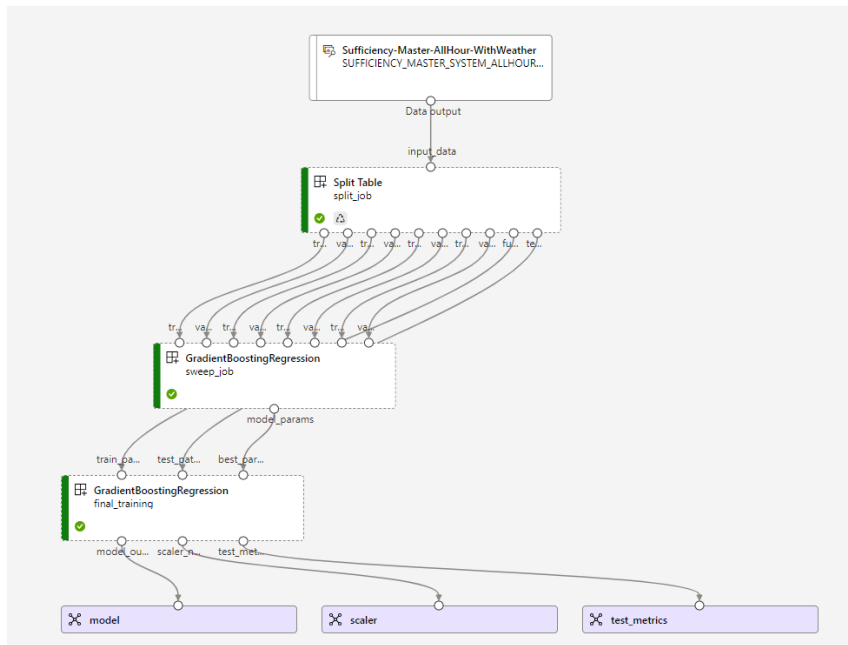 Sufficiency-Master-AllHour-WithWeather
SUFFICIENCY_MASTER_SYSTEM_ALLHOUR...
Data output
input_data
Split Table
split_job
tr... va... tr... va... tr... va... tr... va... fu... te...
tr... va... tr... va... tr... va... tr... va...
GradientBoostingRegression
sweep_job
model_params
train_pa... test_pat... best_par...
GradientBoostingRegression
final_training
model_ou... scaler_n... test_met...
model
scaler
test_metrics